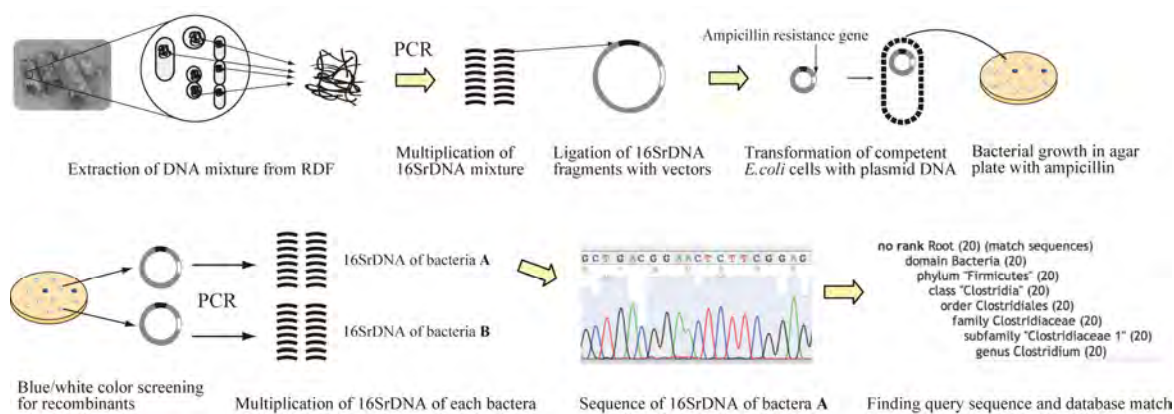 PCR
Ampicillin resistance gene
Extraction of DNA mixture from RDF
Multiplication of
16SrDNA mixture
Ligation of 16SrDNA
fragments with vectors
Transformation of competent
E.coli cells with plasmid DNA
Bacterial growth in agar
plate with ampicillin
PCR
16SrDNA of bacteria A
16SrDNA of bacteria B
GCTGACGGAACTCTTCGGAG
no rank Root (20) (match sequences)
domain Bacteria (20)
phylum "Firmicutes" (20)
class "Clostridia" (20)
order Clostridiales (20)
family Clostridiaceae (20)
subfamily "Clostridiaceae 1" (20)
genus Clostridium (20)
Blue/white color screening
for recombinants
Multiplication of 16SrDNA of each bactera
Sequence of 16SrDNA of bactera A
Finding query sequence and database match